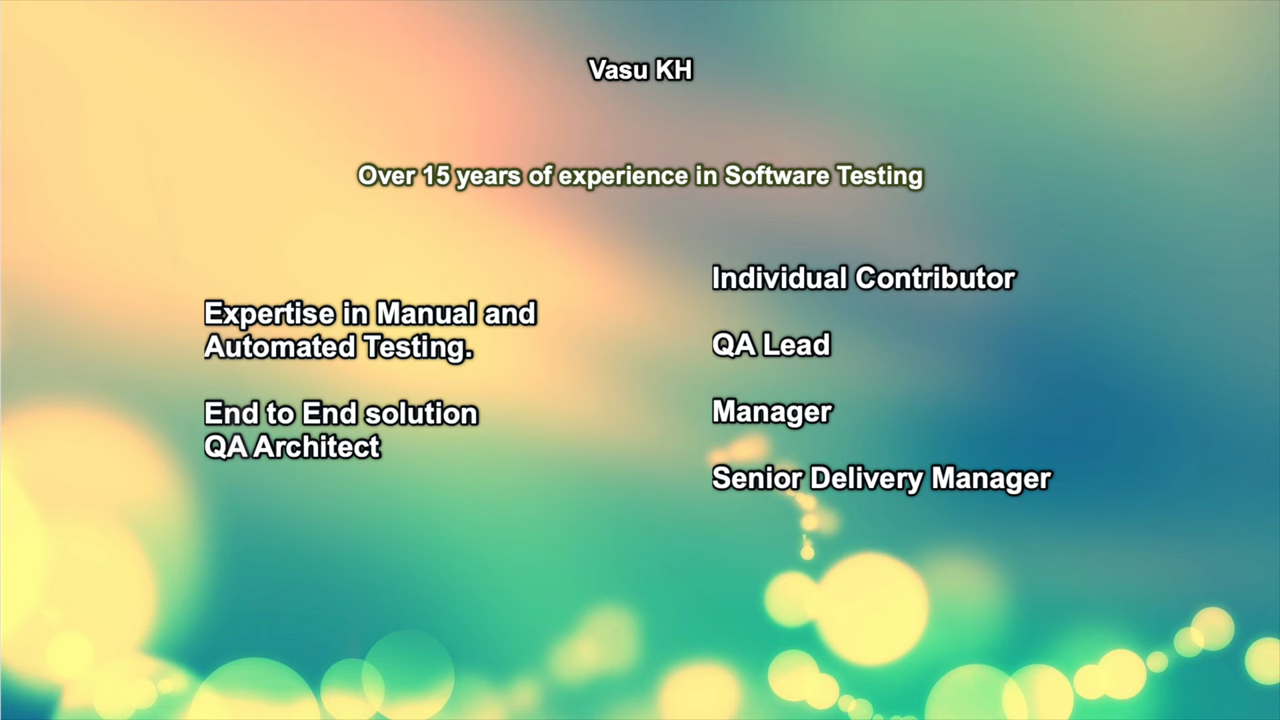 Vasu KH
Over 15 years of experience in Software Testing
Expertise in Manual and
Automated Testing.
End to End solution
QA Architect
Individual Contributor
QA Lead
Manager
Senior Delivery Manager